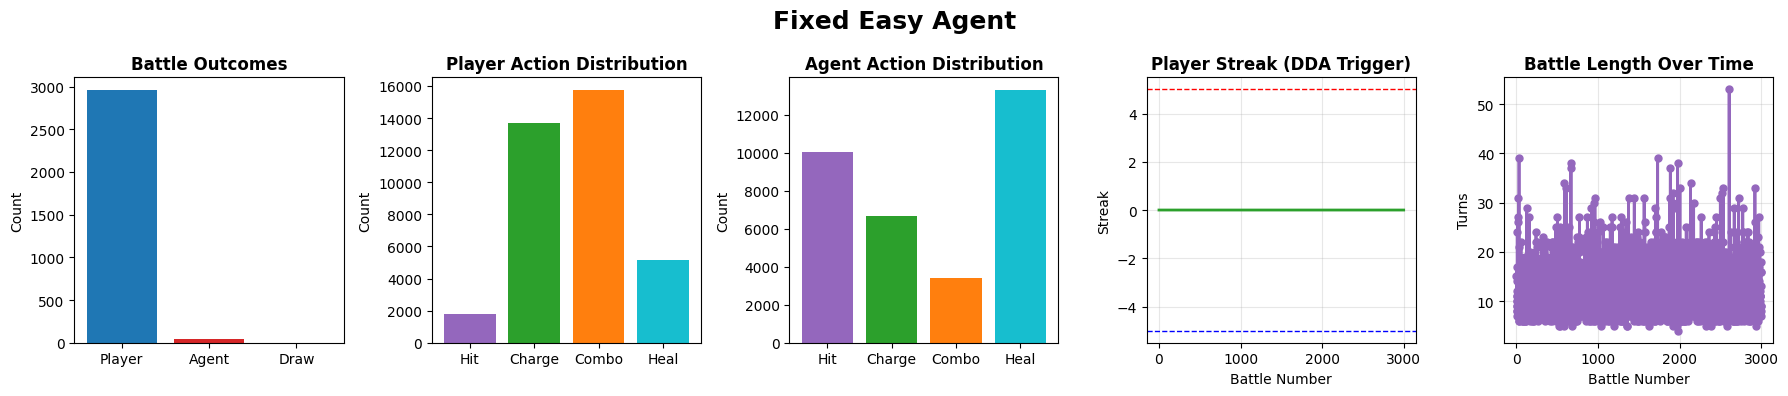 Fixed Easy Agent
Battle Outcomes
Count
3000
2500
2000
1500
1000
500
0
Player Agent Draw
Player Action Distribution
Count
16000
14000
12000
10000
8000
6000
4000
2000
0
Hit Charge Combo Heal
Agent Action Distribution
Count
12000
10000
8000
6000
4000
2000
0
Hit Charge Combo Heal
Player Streak (DDA Trigger)
Streak
4
2
0
−2
−4
0 1000 2000 3000
Battle Number
Battle Length Over Time
Turns
50
40
30
20
10
0 1000 2000 3000
Battle Number